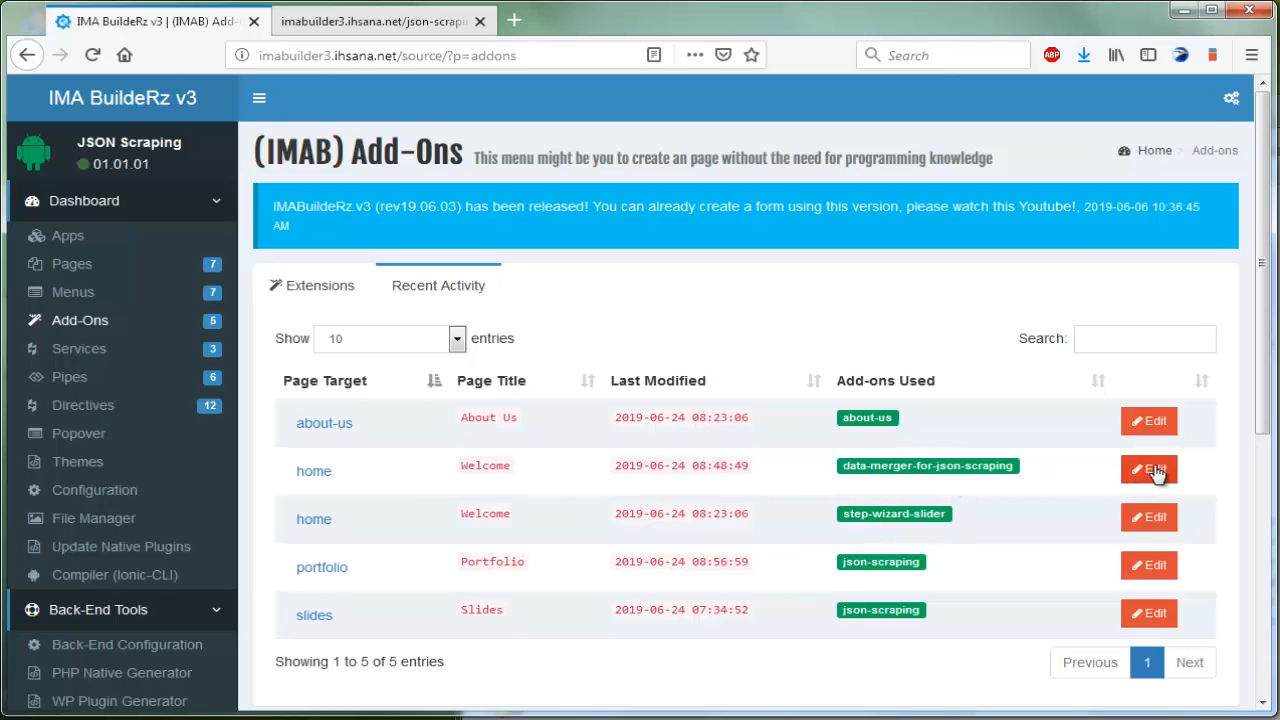 IMA BuildeRz v3 | (IMAB) Add-
imabuilder3.ihsana.net/json-scrapi
imabuilder3.ihsana.net/source/?p=addons
Search
ABP
IMA BuildeRz v3
JSON Scraping
01.01.01
Dashboard
Apps
Pages 7
Menus 7
Add-Ons 5
Services 3
Pipes 6
Directives 12
Popover
Themes
Configuration
File Manager
Update Native Plugins
Compiler (Ionic-CLI)
Back-End Tools
Back-End Configuration
PHP Native Generator
WP Plugin Generator
(IMAB) Add-Ons This menu might be you to create an page without the need for programming knowledge
Home > Add-ons
IMABuildeRz.v3 (rev19.06.03) has been released! You can already create a form using this version, please watch this Youtube!, 2019-06-06 10:36:45
AM
Extensions Recent Activity
Show 10 entries Search:
Page Target Page Title Last Modified Add-ons Used
about-us About Us 2019-06-24 08:23:06 about-us Edit
home Welcome 2019-06-24 08:48:49 data-merger-for-json-scraping
home Welcome 2019-06-24 08:23:06 step-wizard-slider Edit
portfolio Portfolio 2019-06-24 08:56:59 json-scraping Edit
slides Slides 2019-06-24 07:34:52 json-scraping Edit
Showing 1 to 5 of 5 entries
Previous 1 Next